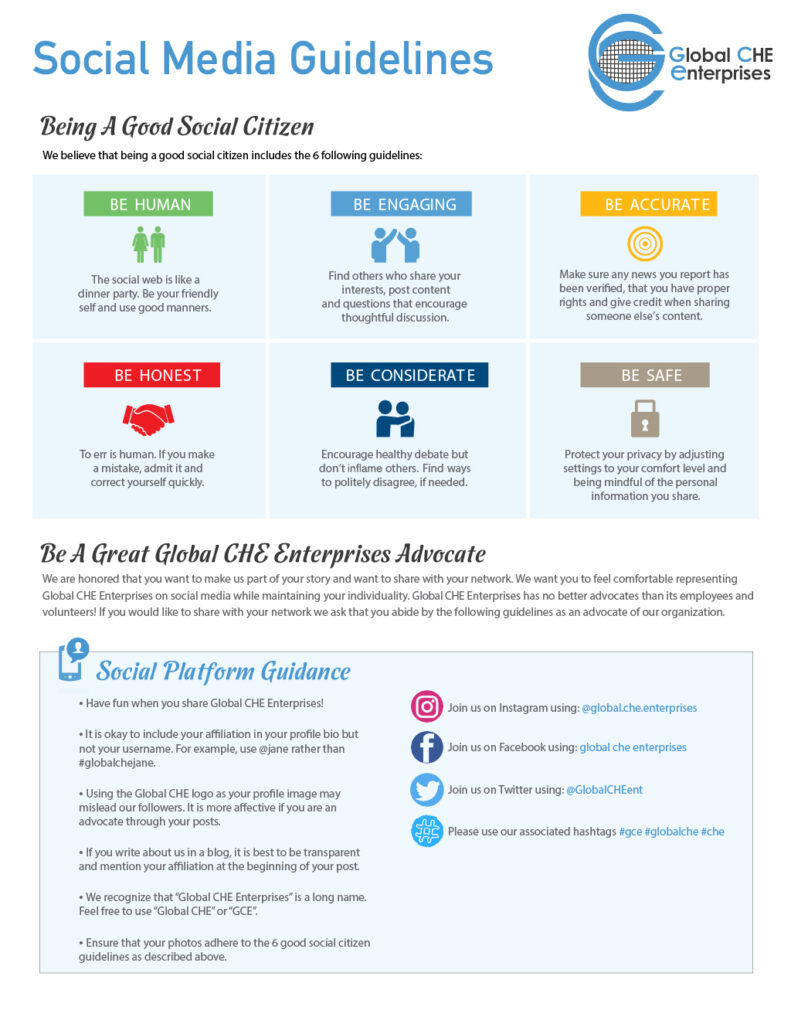 Social Media Guidelines
Global CHE
enterprises
Being A Good Social Citizen
We believe that being a good social citizen includes the 6 following guidelines:
BE HUMAN
The social web is like a
dinner party. Be your friendly
self and use good manners.
BE ENGAGING
Find others who share your
interests, post content
and questions that encourage
thoughtful discussion.
BE ACCURATE
Make sure any news you report has
been verified, that you have proper
rights and give credit when sharing
someone else's content.
BE HONEST
To err is human. If you make
a mistake, admit it and
correct yourself quickly.
BE CONSIDERATE
Encourage healthy debate but
don't inflame others. Find ways
to politely disagree, if needed.
BE SAFE
Protect your privacy by adjusting
settings to your comfort level and
being mindful of the personal
information you share.
Be A Great Global CHE Enterprises Advocate
We are honored that you want to make us part of your story and want to share with your network. We want you to feel comfortable representing
Global CHE Enterprises on social media while maintaining your individuality. Global CHE Enterprises has no better advocates than its employees and
volunteers! If you would like to share with your network we ask that you abide by the following guidelines as an advocate of our organization.
Social Platform Guidance
• Have fun when you share Global CHE Enterprises!
• It is okay to include your affiliation in your profile bio but
not your username. For example, use @jane rather than
#globalchejane.
• Using the Global CHE logo as your profile image may
mislead our followers. It is more affective if you are an
advocate through your posts.
• If you write about us in a blog, it is best to be transparent
and mention your affiliation at the beginning of your post.
• We recognize that "Global CHE Enterprises" is a long name.
Feel free to use "Global CHE" or "GCE".
• Ensure that your photos adhere to the 6 good social citizen
guidelines as described above.
Join us on Instagram using: @global.che.enterprises
Join us on Facebook using: global che enterprises
Join us on Twitter using: @GlobalCHEent
Please use our associated hashtags #gce #globalche #che